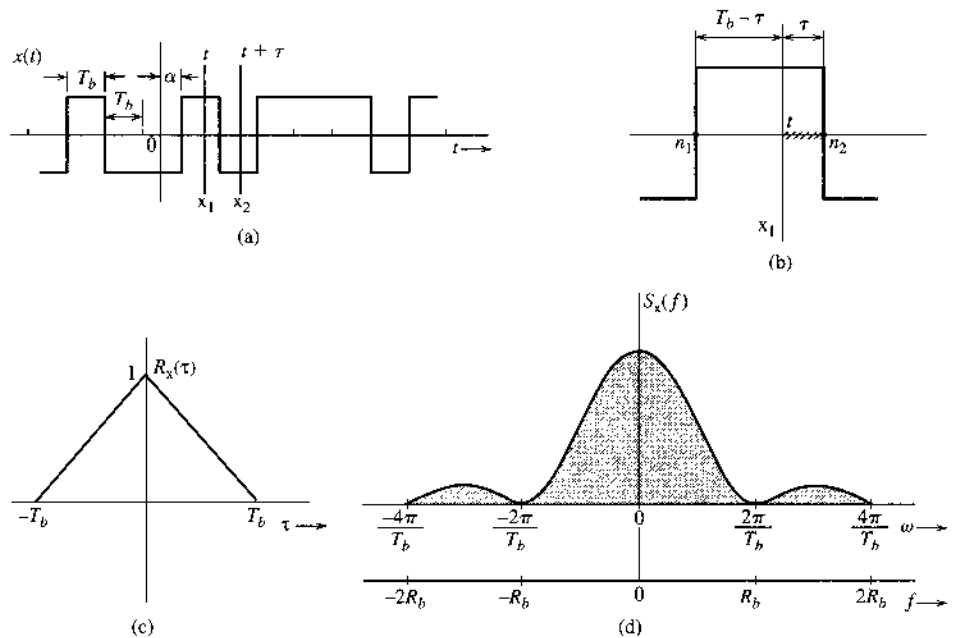 x(t)
T_b
α
t
t + τ
T_b
0
t
x_1
x_2
(a)
T_b − τ
τ
t
n_1
n_2
x_1
(b)
1
R_x(τ)
−T_b
T_b
τ
(c)
S_x(f)
−4π/T_b
−2π/T_b
0
2π/T_b
4π/T_b
ω
−2R_b
−R_b
0
R_b
2R_b
f
(d)